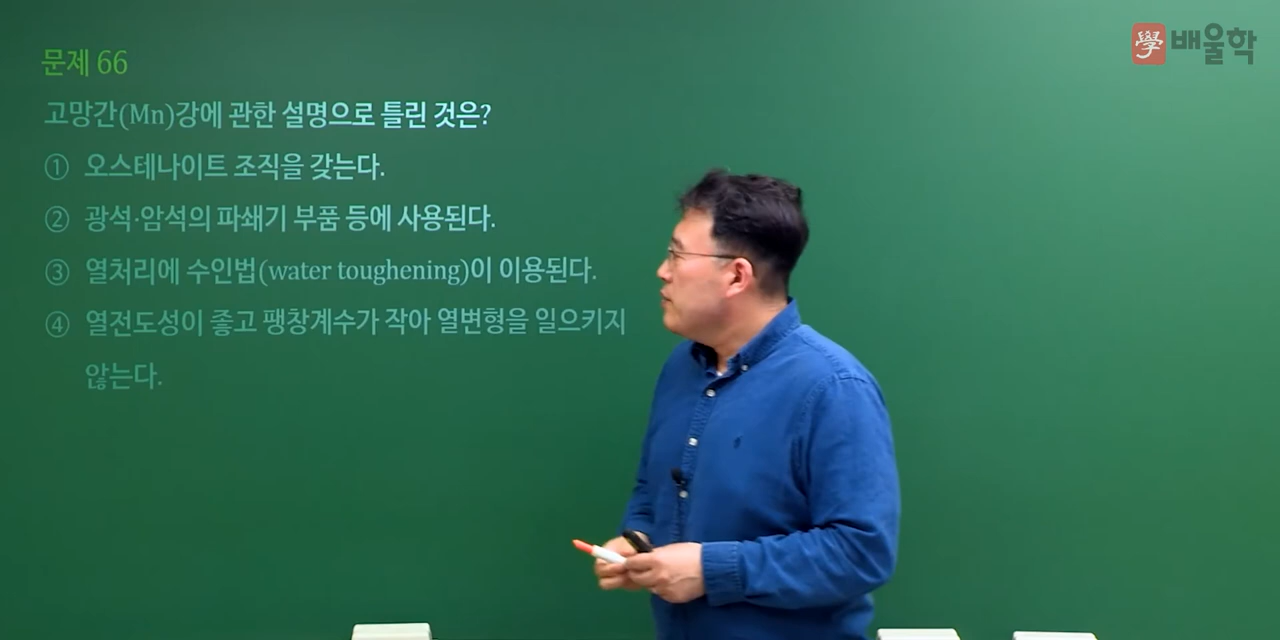 學 배울학
문제 66
고망간(Mn)강에 관한 설명으로 틀린 것은?
① 오스테나이트 조직을 갖는다.
② 광석·암석의 파쇄기 부품 등에 사용된다.
③ 열처리에 수인법(water toughening)이 이용된다.
④ 열전도성이 좋고 팽창계수가 작아 열변형을 일으키지
않는다.